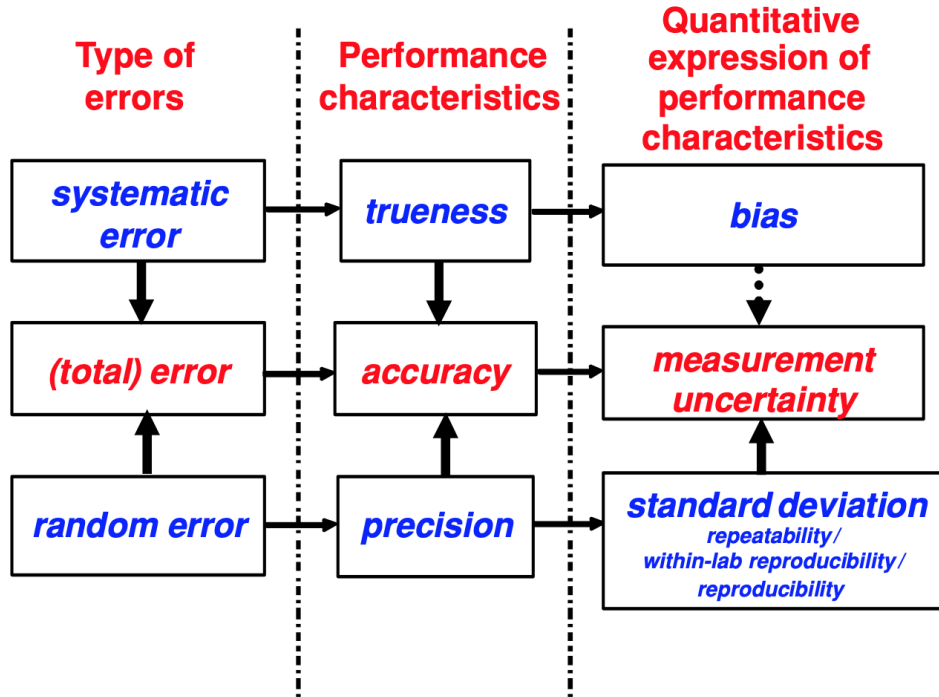 Type of
errors
Performance
characteristics
Quantitative
expression of
performance
characteristics
systematic
error
trueness
bias
(total) error
accuracy
measurement
uncertainty
random error
precision
standard deviation
repeatability/
within-lab reproducibility/
reproducibility